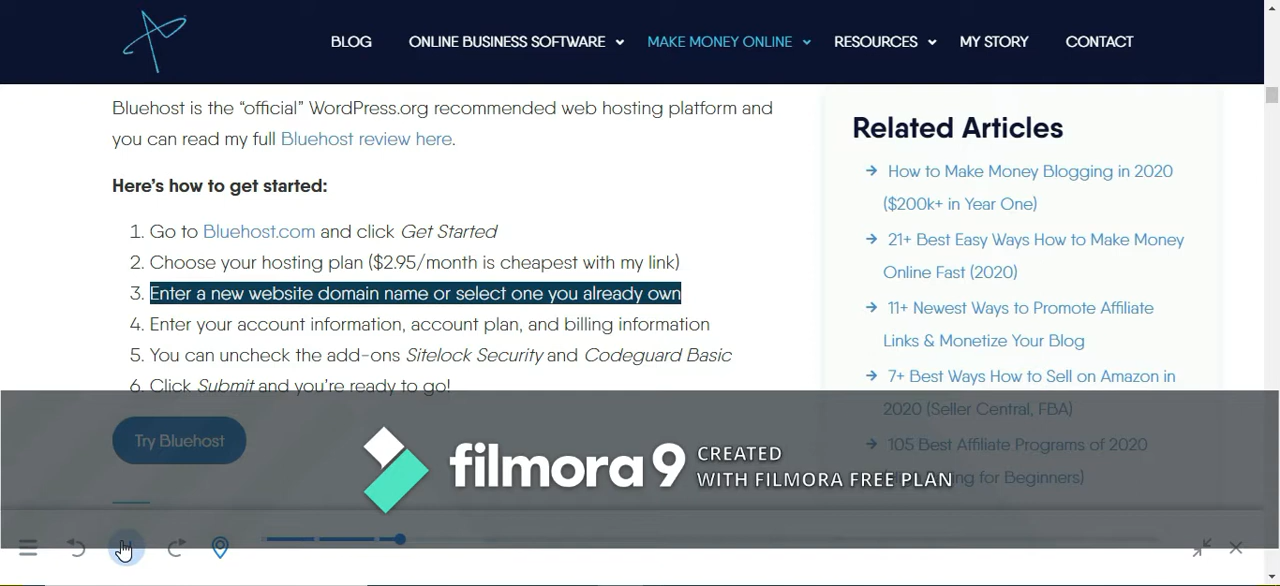 BLOG
ONLINE BUSINESS SOFTWARE
MAKE MONEY ONLINE
RESOURCES
MY STORY
CONTACT
Bluehost is the “official” WordPress.org recommended web hosting platform and
you can read my full Bluehost review here.
Here’s how to get started:
1. Go to Bluehost.com and click Get Started
2. Choose your hosting plan ($2.95/month is cheapest with my link)
3. Enter a new website domain name or select one you already own
4. Enter your account information, account plan, and billing information
5. You can uncheck the add-ons Sitelock Security and Codeguard Basic
6. Click Submit and you’re ready to go!
Try Bluehost
Related Articles
How to Make Money Blogging in 2020
($200k+ in Year One)
21+ Best Easy Ways How to Make Money
Online Fast (2020)
11+ Newest Ways to Promote Affiliate
Links & Monetize Your Blog
7+ Best Ways How to Sell on Amazon in
2020 (Seller Central, FBA)
105 Best Affiliate Programs of 2020
for Beginners)
filmora 9
CREATED
WITH FILMORA FREE PLAN